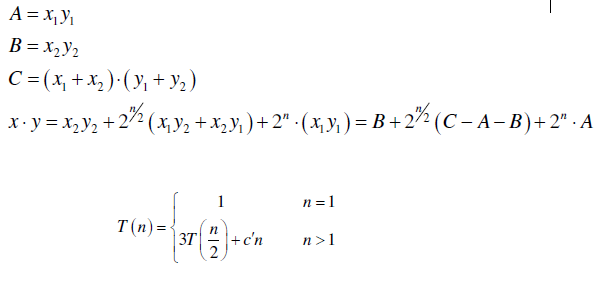 A = x₁y₁
B = x₂y₂
C = (x₁ + x₂)·(y₁ + y₂)
x·y = x₂y₂ + 2^(n/2) (x₁y₂ + x₂y₁) + 2ⁿ·(x₁y₁) = B + 2^(n/2) (C − A − B) + 2ⁿ·A
T(n) = { 1 n = 1
3T(n/2) + c'n n > 1